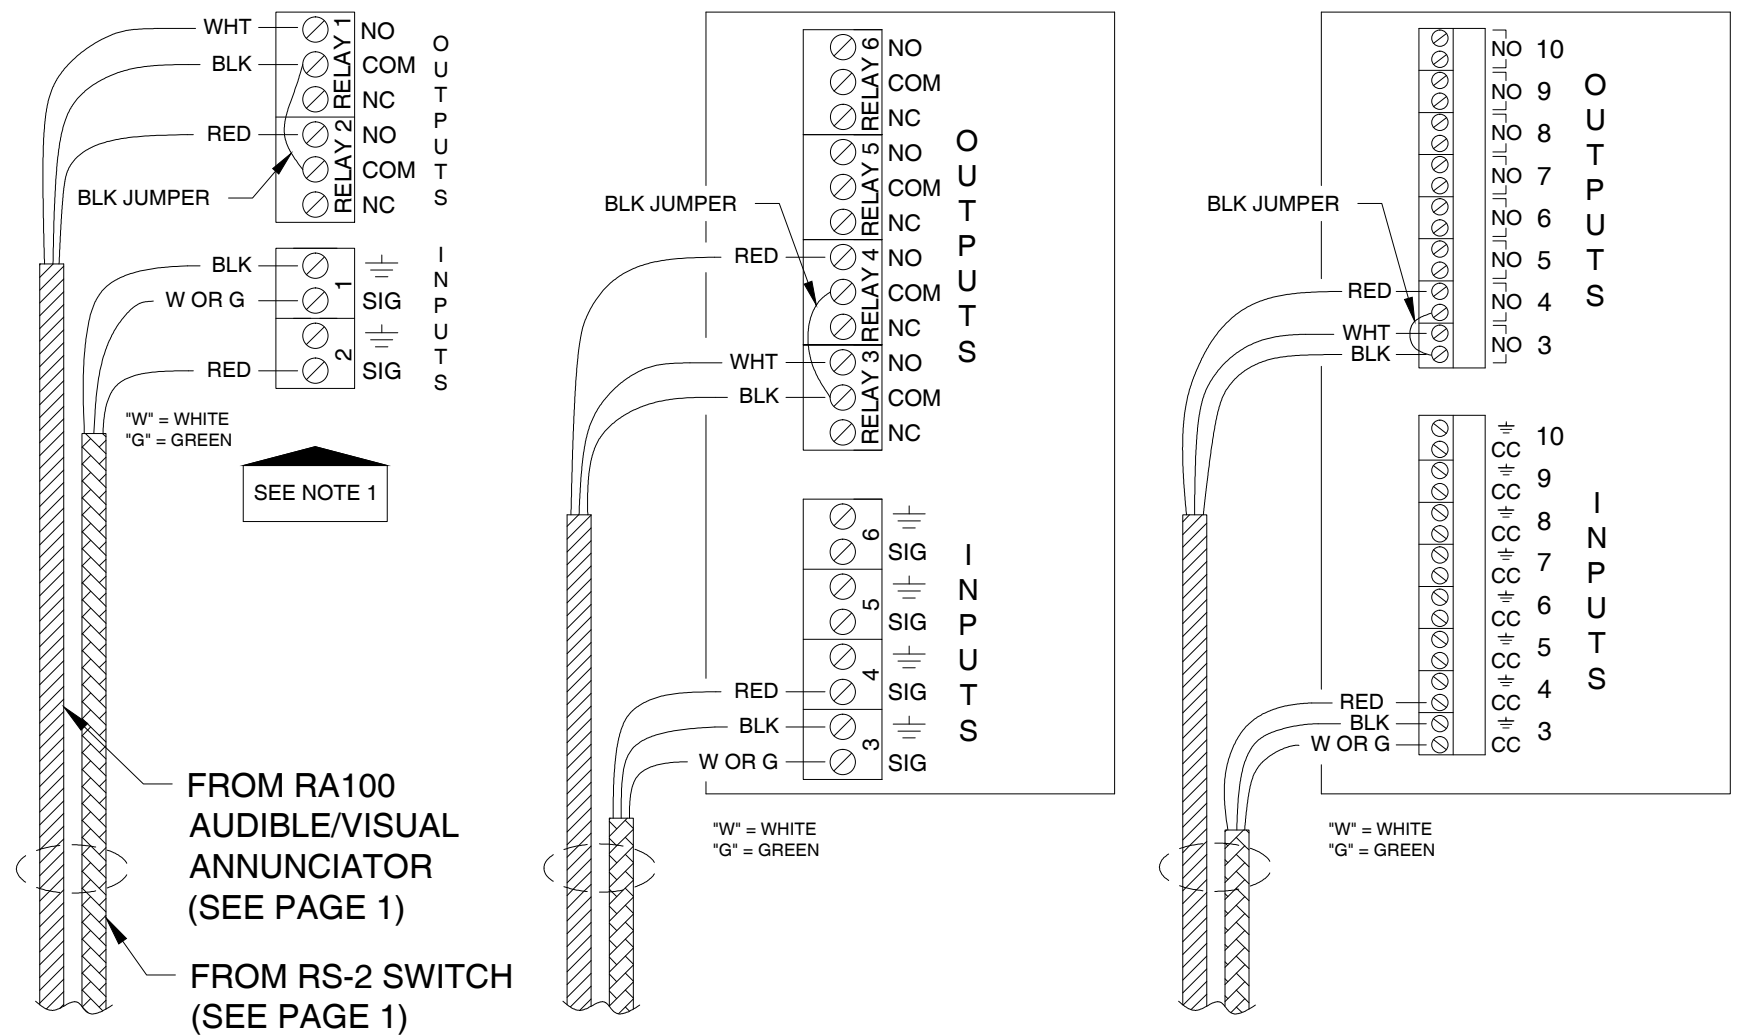 WHT
BLK
RED
BLK JUMPER
RELAY 1
NO
COM
NC
RELAY 2
NO
COM
NC
OUTPUTS
BLK
W OR G
RED
1
SIG
2
SIG
INPUTS
"W" = WHITE
"G" = GREEN
SEE NOTE 1
FROM RA100
AUDIBLE/VISUAL
ANNUNCIATOR
(SEE PAGE 1)
FROM RS-2 SWITCH
(SEE PAGE 1)
RELAY 6
NO
COM
NC
RELAY 5
NO
COM
NC
RELAY 4
NO
COM
NC
RELAY 3
NO
COM
NC
OUTPUTS
BLK JUMPER
RED
WHT
BLK
6
SIG
5
SIG
4
SIG
3
SIG
INPUTS
RED
BLK
W OR G
"W" = WHITE
"G" = GREEN
NO 10
NO 9
NO 8
NO 7
NO 6
NO 5
NO 4
NO 3
OUTPUTS
BLK JUMPER
RED
WHT
BLK
CC 10
CC 9
CC 8
CC 7
CC 6
CC 5
CC 4
CC 3
INPUTS
RED
BLK
W OR G
"W" = WHITE
"G" = GREEN